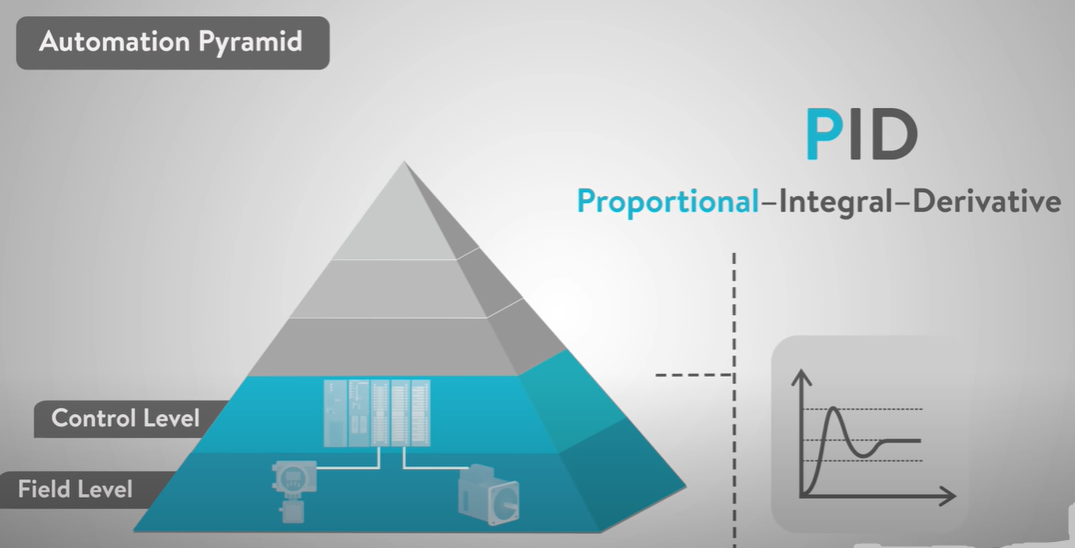 Automation Pyramid
PID
Proportional–Integral–Derivative
Control Level
Field Level